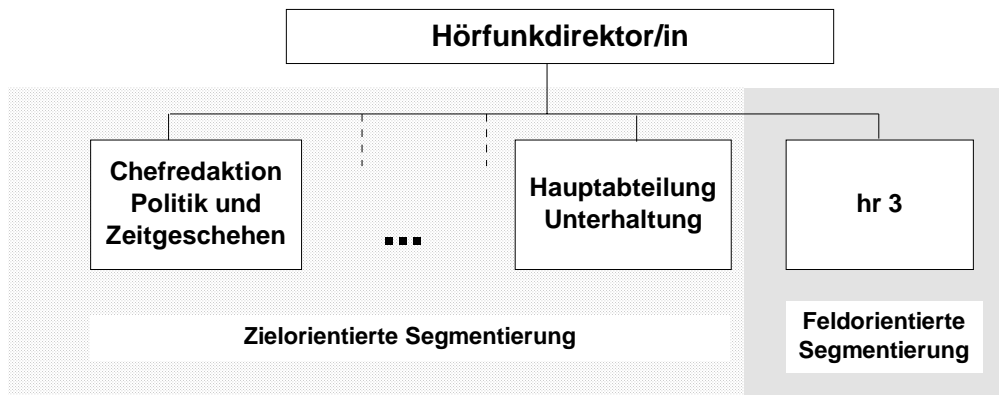 Hörfunkdirektor/in
Chefredaktion
Politik und
Zeitgeschehen
...
Hauptabteilung
Unterhaltung
hr 3
Zielorientierte Segmentierung
Feldorientierte
Segmentierung